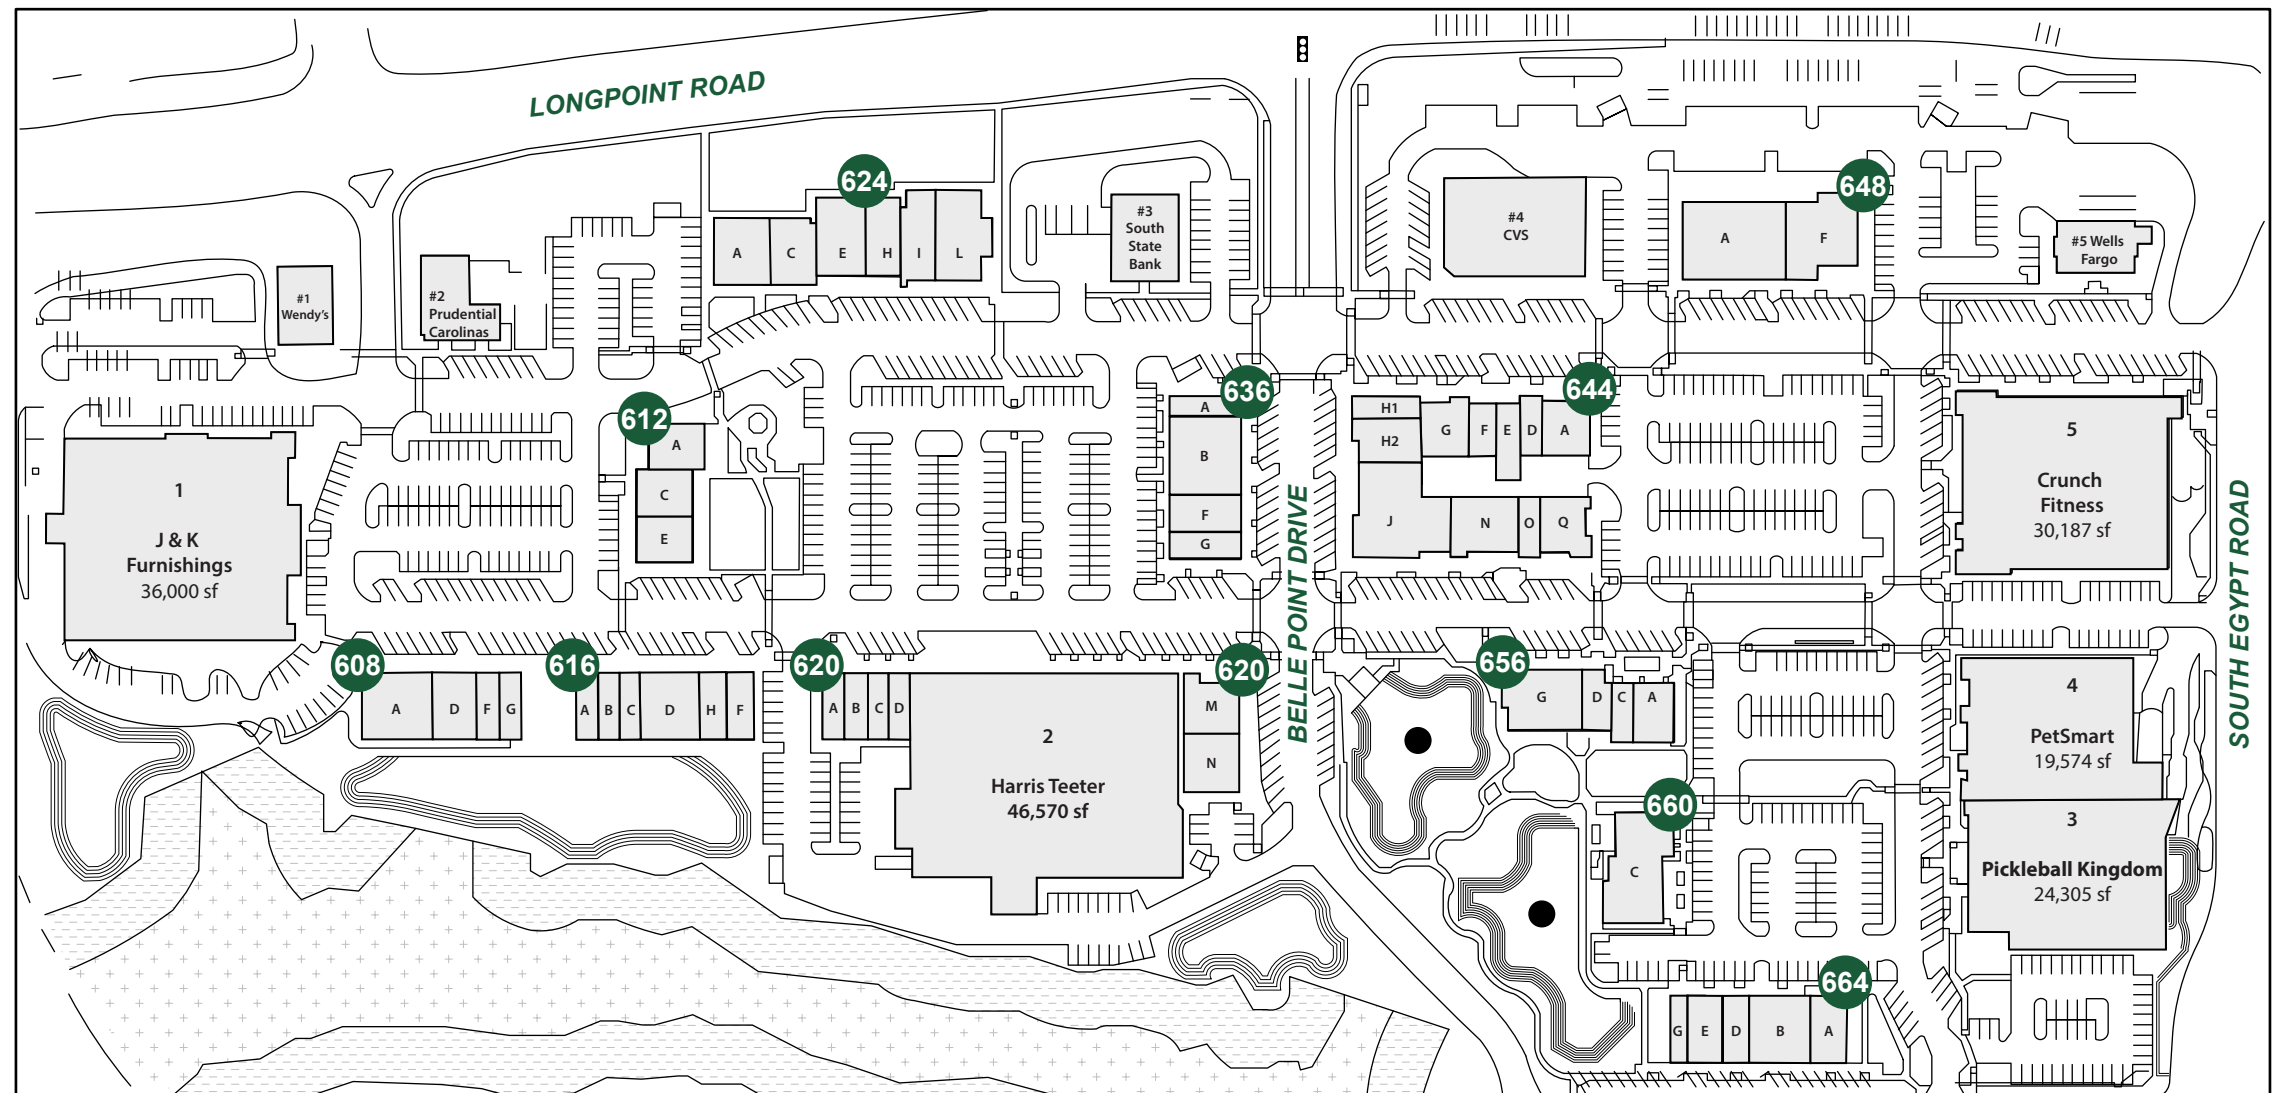 LONGPOINT ROAD
624
A C E H I L
#3
South
State
Bank
#4
CVS
648
A F
#5 Wells
Fargo
#1
Wendy's
#2
Prudential
Carolinas
612
A
C
E
636
A
B
F
G
BELLE POINT DRIVE
644
H1
H2
G F E D A
J N O Q
5
Crunch
Fitness
30,187 sf
SOUTH EGYPT ROAD
1
J & K
Furnishings
36,000 sf
608
A D F G
616
A B C D H F
620
A B C D
2
Harris Teeter
46,570 sf
620
M
N
656
G D C A
4
PetSmart
19,574 sf
660
C
3
Pickleball Kingdom
24,305 sf
664
G E D B A